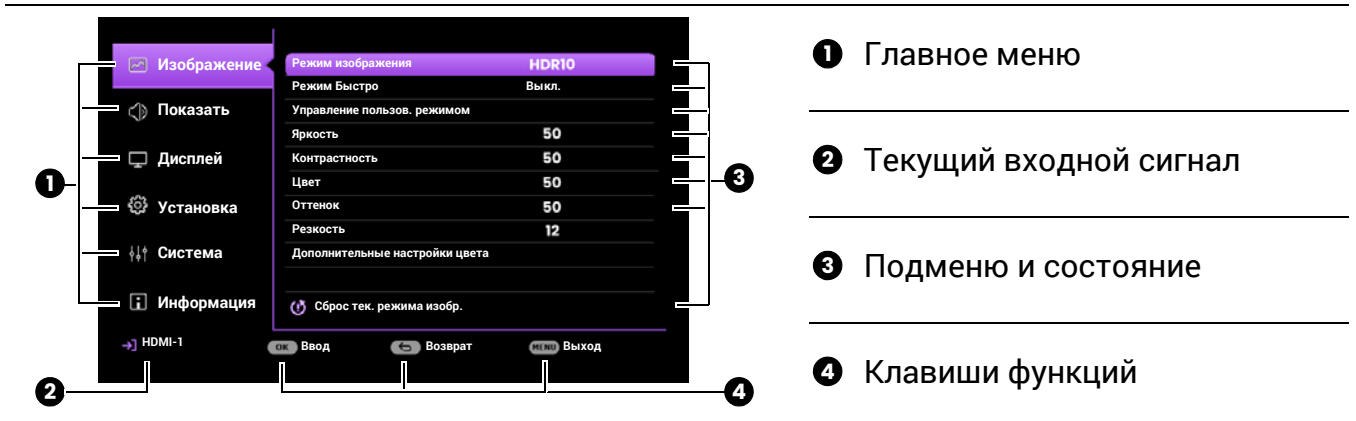 Изображение
Показать
Дисплей
Установка
Система
Информация
Режим изображения HDR10
Режим Быстро Выкл.
Управление пользов. режимом
Яркость 50
Контрастность 50
Цвет 50
Оттенок 50
Резкость 12
Дополнительные настройки цвета
Сброс тек. режима изобр.
HDMI-1
OK Ввод
Возврат
MENU Выход
1
2
3
4
1 Главное меню
2 Текущий входной сигнал
3 Подменю и состояние
4 Клавиши функций